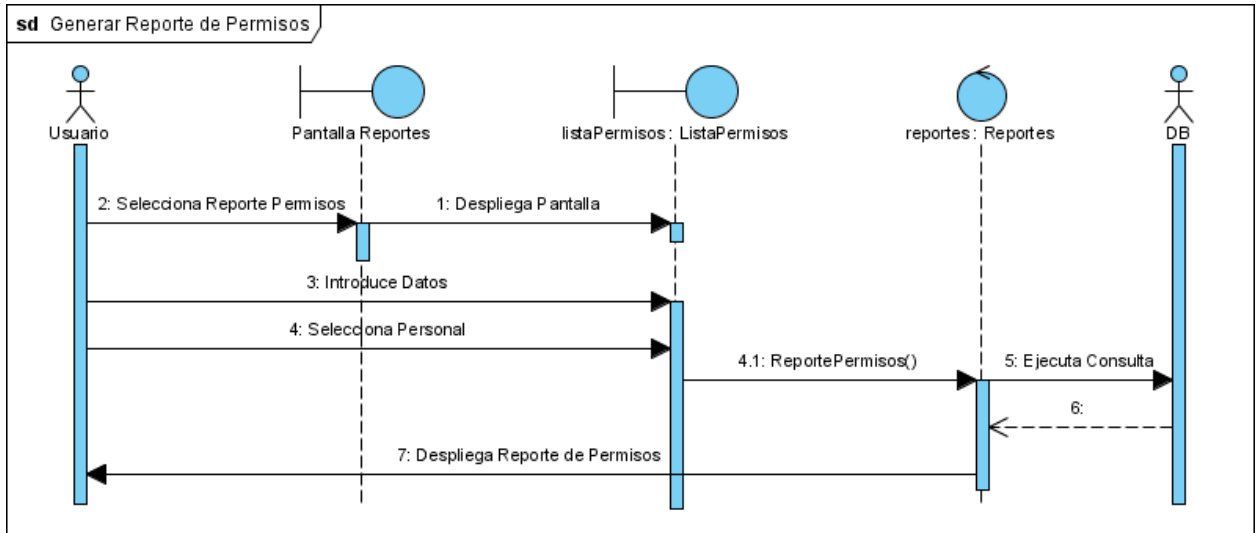 sd Generar Reporte de Permisos
Usuario
Pantalla Reportes
listaPermisos : ListaPermisos
reportes : Reportes
DB
2: Selecciona Reporte Permisos
1: Despliega Pantalla
3: Introduce Datos
4: Selecciona Personal
4.1: ReportePermisos()
5: Ejecuta Consulta
6:
7: Despliega Reporte de Permisos